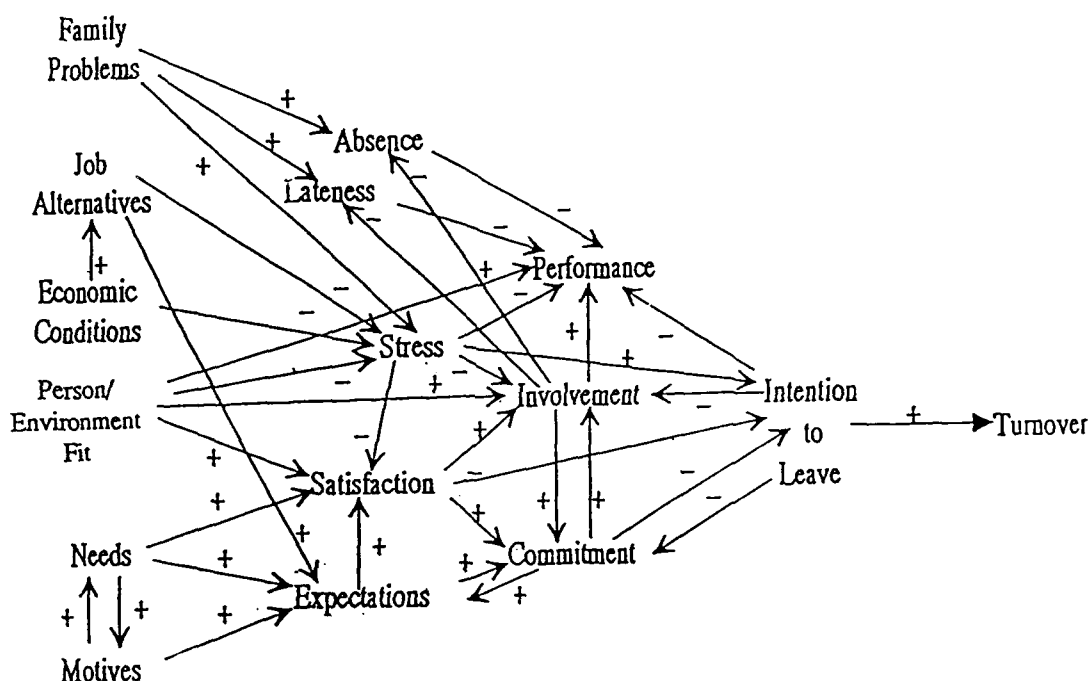 Family
Problems
+
+
+
Absence
Job
Alternatives
Lateness
−
−
−
−
+
Economic
Conditions
+
Performance
−
−
−
−
+
+
Stress
Person/
Environment
Fit
−
+
−
Involvement
Intention
to
Leave
−
+
Turnover
−
+
+
−
−
−
Satisfaction
+
+
+
+
+
+
Commitment
Needs
+
+
+
+
Expectations
+
+
+
Motives